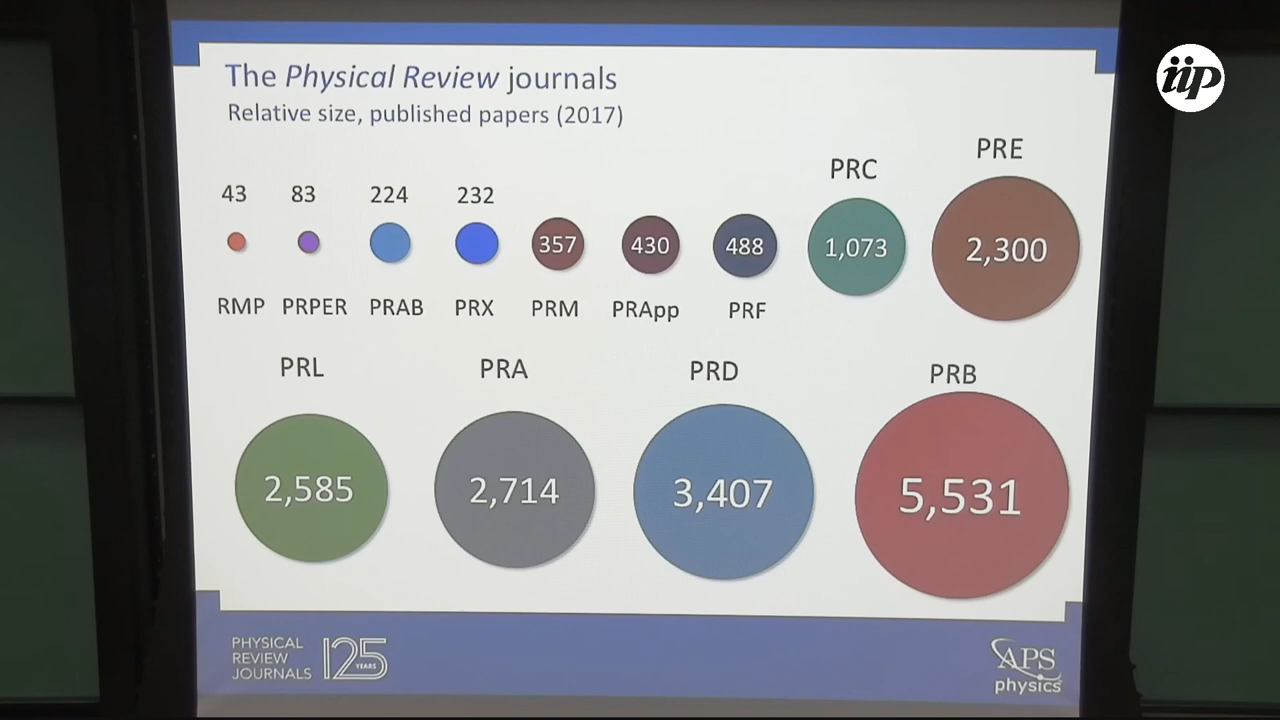 iip
The Physical Review journals
Relative size, published papers (2017)
PRC
PRE
43
83
224
232
357
430
488
1,073
2,300
RMP
PRPER
PRAB
PRX
PRM
PRApp
PRF
PRL
PRA
PRD
PRB
2,585
2,714
3,407
5,531
PHYSICAL
REVIEW
JOURNALS
125
YEARS
APS
physics